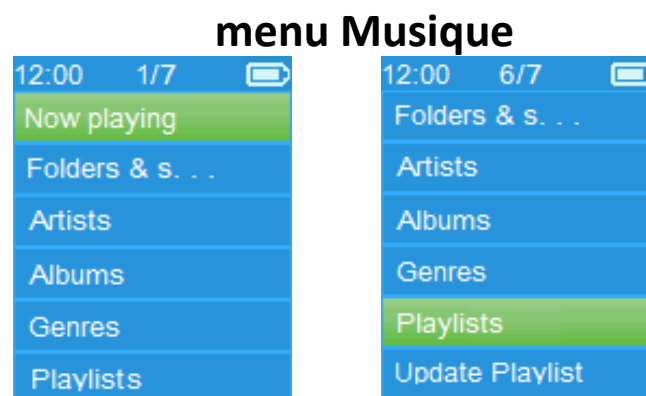 menu Musique
12:00 1/7
Now playing
Folders & s. . .
Artists
Albums
Genres
Playlists
12:00 6/7
Folders & s. . .
Artists
Albums
Genres
Playlists
Update Playlist